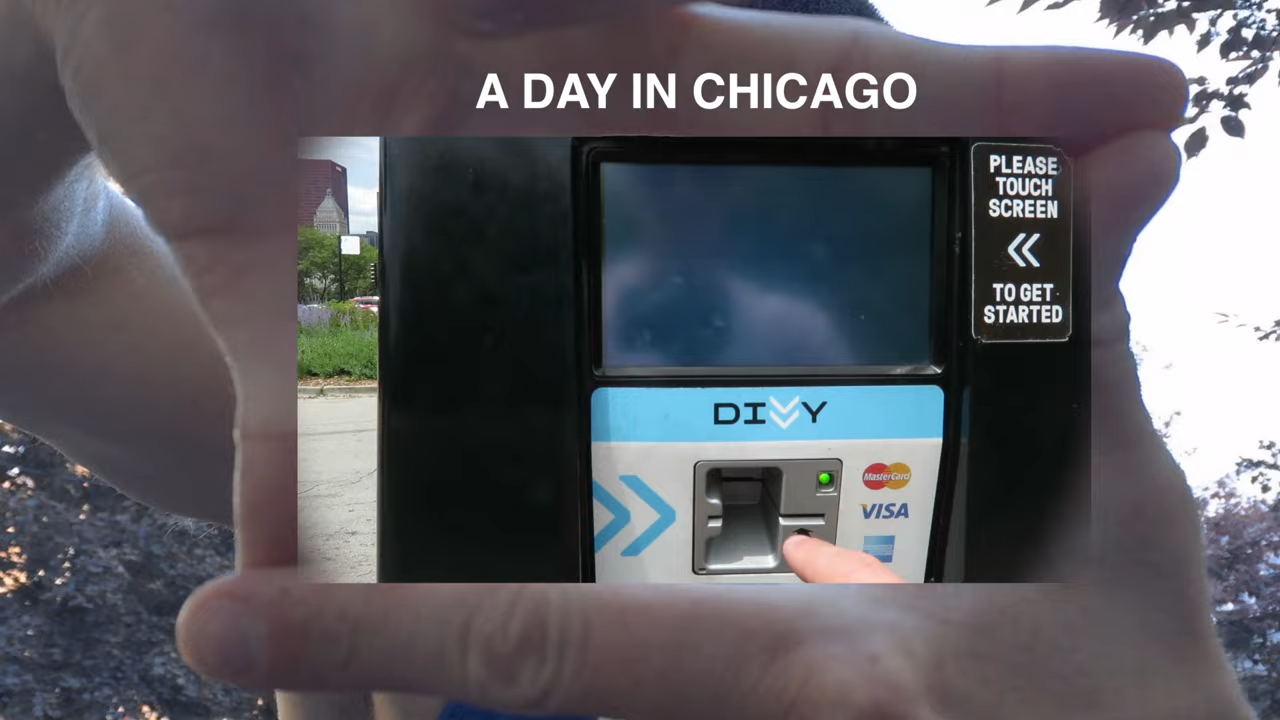 A DAY IN CHICAGO
PLEASE
TOUCH
SCREEN
TO GET
STARTED
DIVVY
MasterCard
VISA